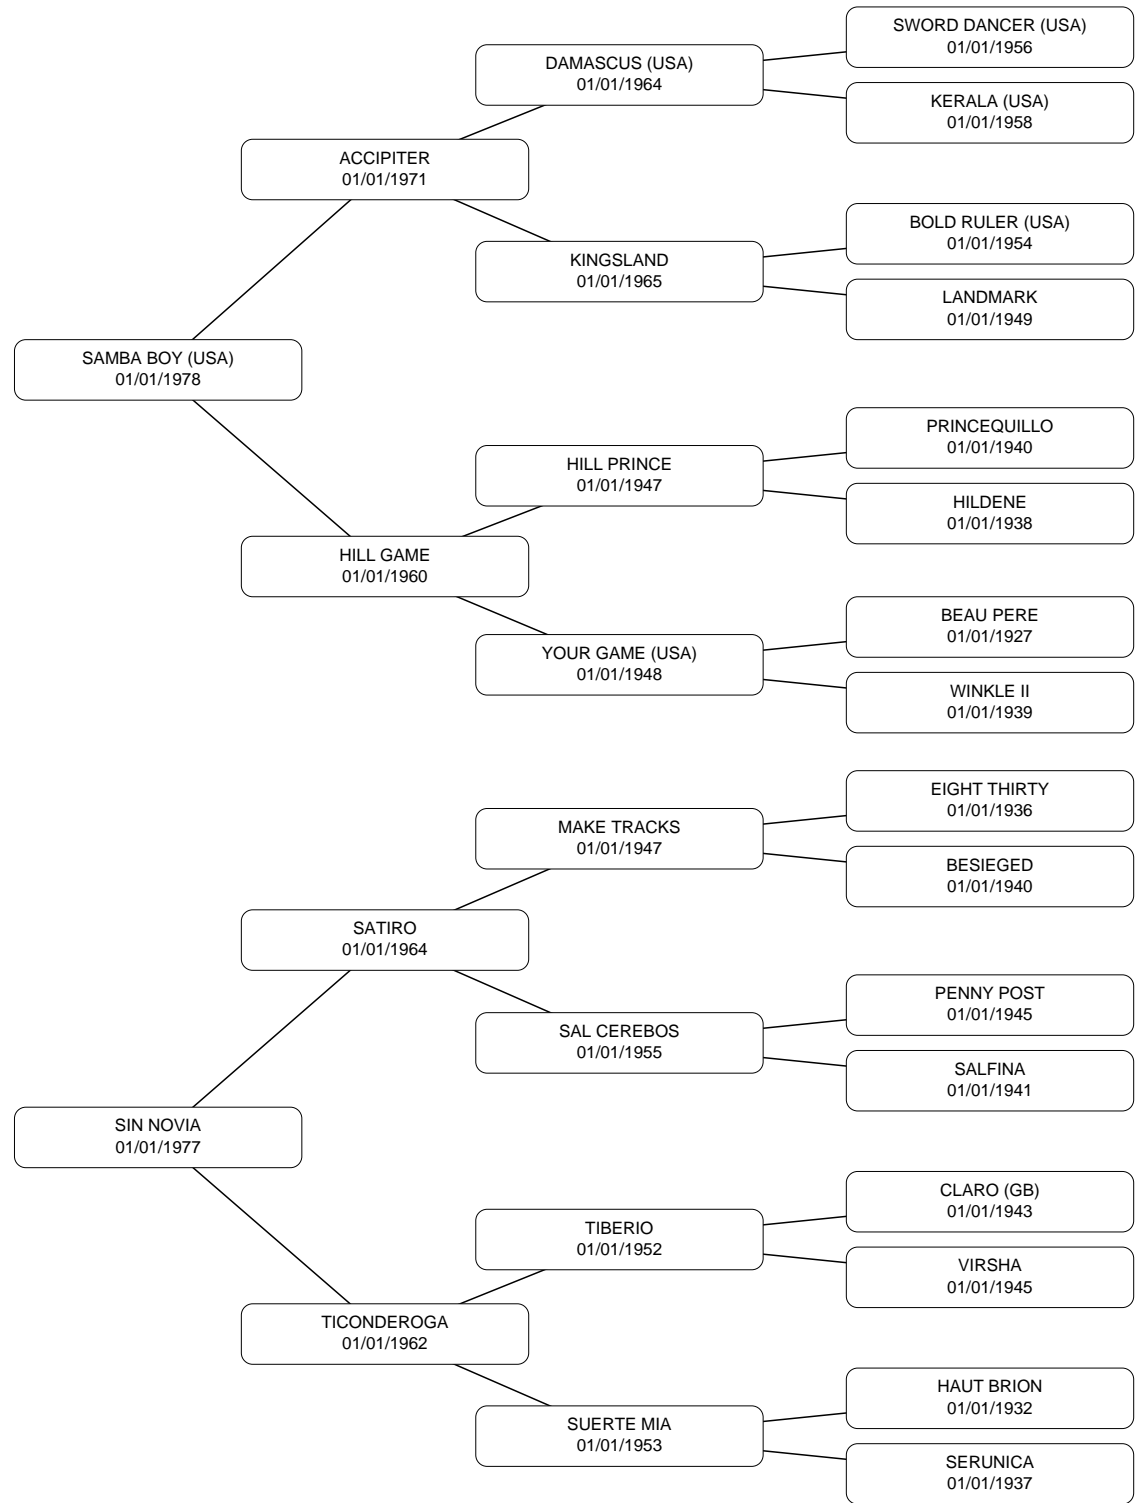 SWORD DANCER (USA)
01/01/1956
DAMASCUS (USA)
01/01/1964
KERALA (USA)
01/01/1958
ACCIPITER
01/01/1971
BOLD RULER (USA)
01/01/1954
KINGSLAND
01/01/1965
LANDMARK
01/01/1949
SAMBA BOY (USA)
01/01/1978
PRINCEQUILLO
01/01/1940
HILL PRINCE
01/01/1947
HILDENE
01/01/1938
HILL GAME
01/01/1960
BEAU PERE
01/01/1927
YOUR GAME (USA)
01/01/1948
WINKLE II
01/01/1939
EIGHT THIRTY
01/01/1936
MAKE TRACKS
01/01/1947
BESIEGED
01/01/1940
SATIRO
01/01/1964
PENNY POST
01/01/1945
SAL CEREBOS
01/01/1955
SALFINA
01/01/1941
SIN NOVIA
01/01/1977
CLARO (GB)
01/01/1943
TIBERIO
01/01/1952
VIRSHA
01/01/1945
TICONDEROGA
01/01/1962
HAUT BRION
01/01/1932
SUERTE MIA
01/01/1953
SERUNICA
01/01/1937